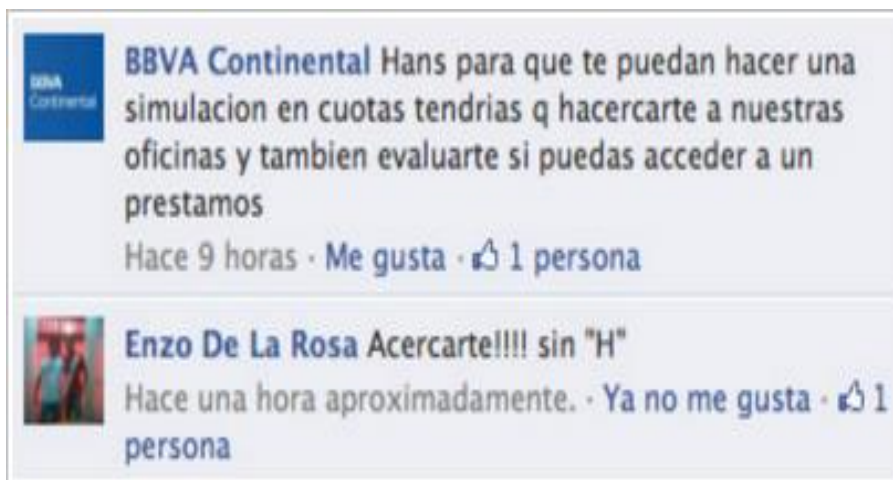 BBVA
Continental
BBVA Continental Hans para que te puedan hacer una
simulacion en cuotas tendrias q hacercarte a nuestras
oficinas y tambien evaluarte si puedas acceder a un
prestamos
Hace 9 horas · Me gusta · 1 persona
Enzo De La Rosa Acercarte!!!! sin "H"
Hace una hora aproximadamente. · Ya no me gusta · 1
persona